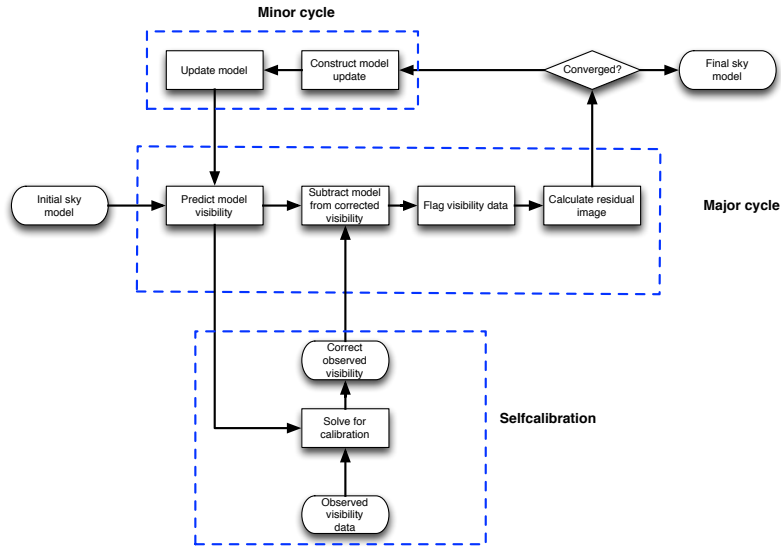 Minor cycle
Update model
Construct model
update
Converged?
Final sky
model
Initial sky
model
Predict model
visibility
Subtract model
from corrected
visibility
Flag visibility data
Calculate residual
image
Major cycle
Correct
observed
visibility
Solve for
calibration
Selfcalibration
Observed
visibility
data